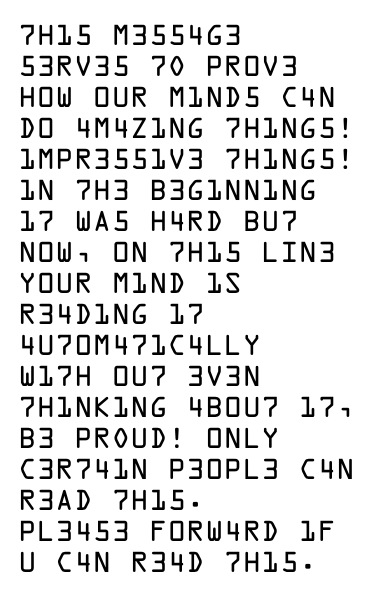 7H15 M3554G3
53RV35 70 PROV3
HOW OUR M1ND5 C4N
DO 4M4Z1NG 7H1NG5!
1MPR3551V3 7H1NG5!
1N 7H3 B3G1NN1NG
17 WA5 H4RD BU7
NOW, ON 7H15 LIN3
YOUR M1ND 1S
R34D1NG 17
4U70M471C4LLY
W17H OU7 3V3N
7H1NK1NG 4BOU7 17,
B3 PROUD! ONLY
C3R741N P3OPL3 C4N
R3AD 7H15.
PL3453 FORW4RD 1F
U C4N R34D 7H15.